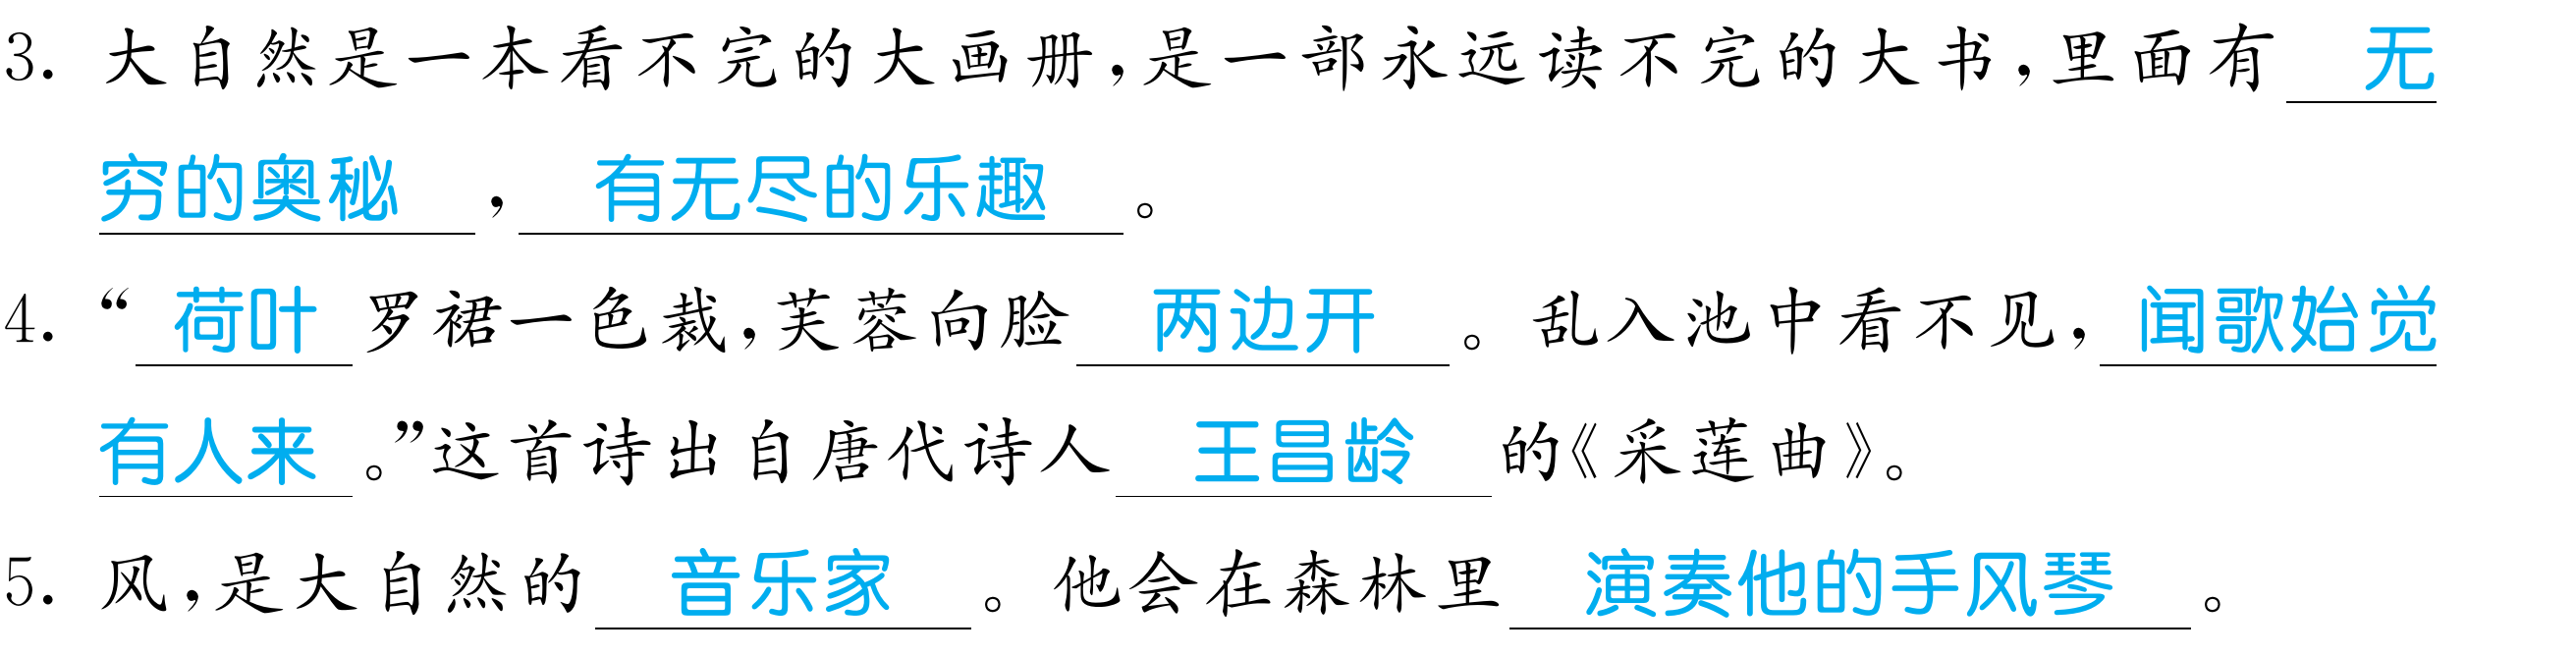 3. 大自然是一本看不完的大画册,是一部永远读不完的大书,里面有 无
穷的奥秘 , 有无尽的乐趣 。
4. “ 荷叶 罗裙一色裁,芙蓉向脸 两边开 。乱入池中看不见, 闻歌始觉
有人来 。”这首诗出自唐代诗人 王昌龄 的《采莲曲》。
5. 风,是大自然的 音乐家 。他会在森林里 演奏他的手风琴 。